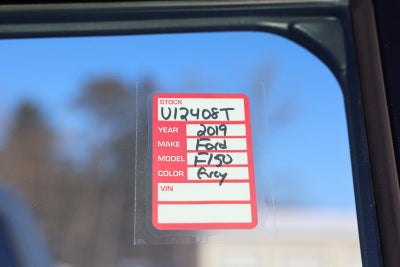 STOCK
U12408T
YEAR 2019
MAKE Ford
MODEL F150
COLOR Grey
VIN